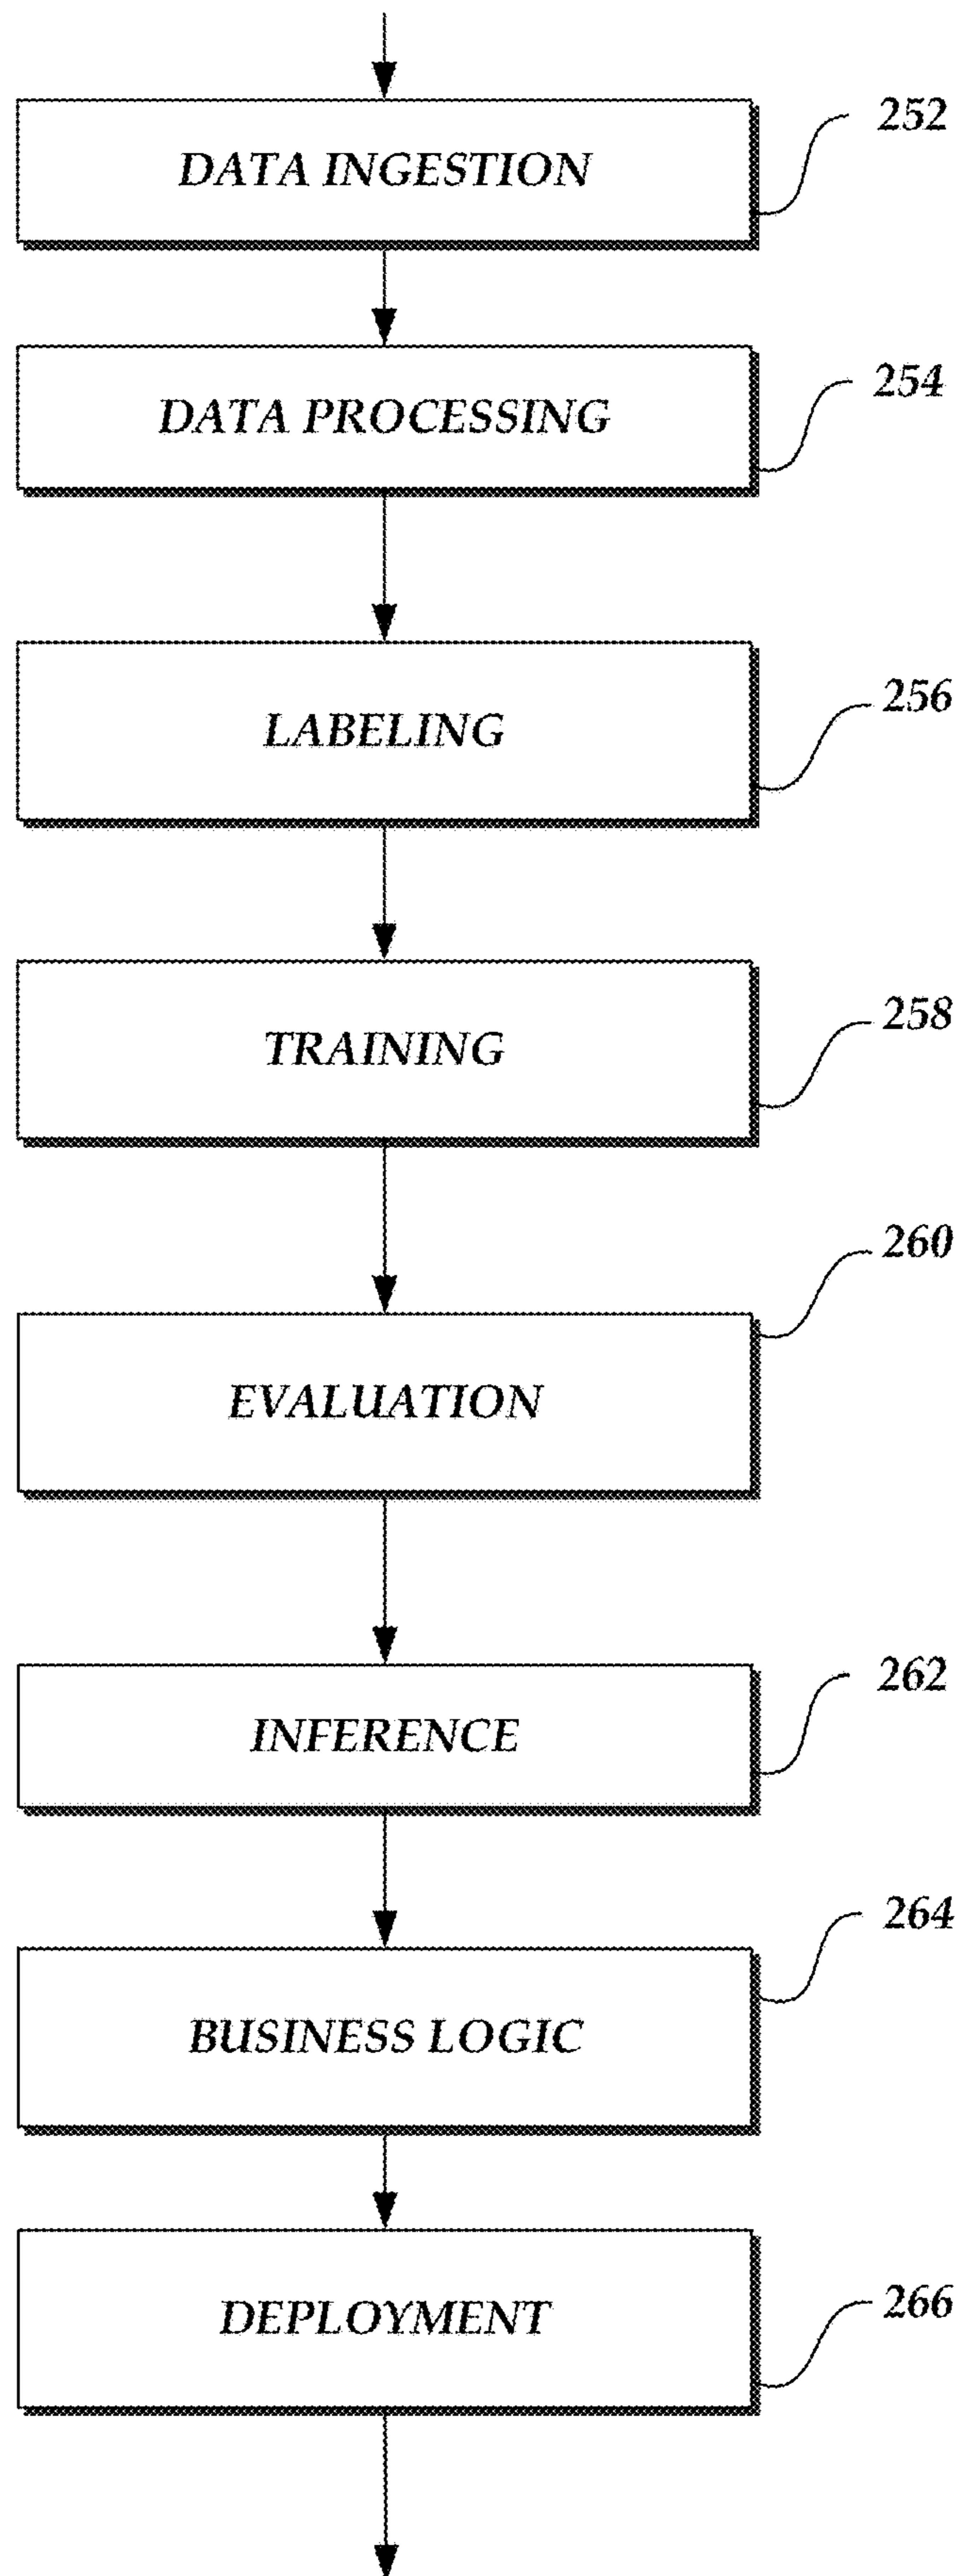 252
DATA INGESTION
254
DATA PROCESSING
256
LABELING
258
TRAINING
260
EVALUATION
262
INFERENCE
264
BUSINESS LOGIC
266
DEPLOYMENT